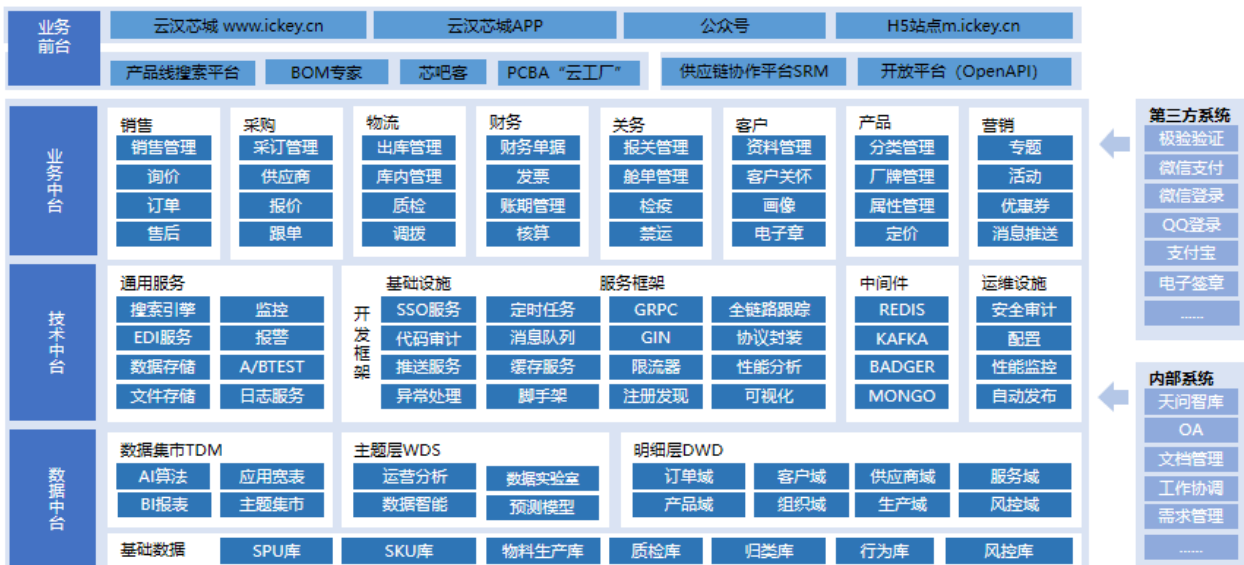 业务前台
云汉芯城 www.ickey.cn
云汉芯城APP
公众号
H5站点m.ickey.cn
产品线搜索平台
BOM专家
芯吧客
PCBA“云工厂”
供应链协作平台SRM
开放平台（OpenAPI）
业务中台
销售
销售管理
询价
订单
售后
采购
采订管理
供应商
报价
跟单
物流
出库管理
库内管理
质检
调拨
财务
财务单据
发票
账期管理
核算
关务
报关管理
舱单管理
检疫
禁运
客户
资料管理
客户关怀
画像
电子章
产品
分类管理
厂牌管理
属性管理
定价
营销
专题
活动
优惠券
消息推送
技术中台
通用服务
搜索引擎
监控
EDI服务
报警
数据存储
A/BTEST
文件存储
日志服务
开发框架
基础设施
服务框架
SSO服务
定时任务
GRPC
全链路跟踪
代码审计
消息队列
GIN
协议封装
推送服务
缓存服务
限流器
性能分析
异常处理
脚手架
注册发现
可视化
中间件
REDIS
KAFKA
BADGER
MONGO
运维设施
安全审计
配置
性能监控
自动发布
数据中台
数据集市TDM
AI算法
应用宽表
BI报表
主题集市
主题层WDS
运营分析
数据实验室
数据智能
预测模型
明细层DWD
订单域
客户域
供应商域
服务域
产品域
组织域
生产域
风控域
基础数据
SPU库
SKU库
物料生产库
质检库
归类库
行为库
风控库
第三方系统
极验验证
微信支付
微信登录
QQ登录
支付宝
电子签章
......
内部系统
天问智库
OA
文档管理
工作协调
需求管理
......